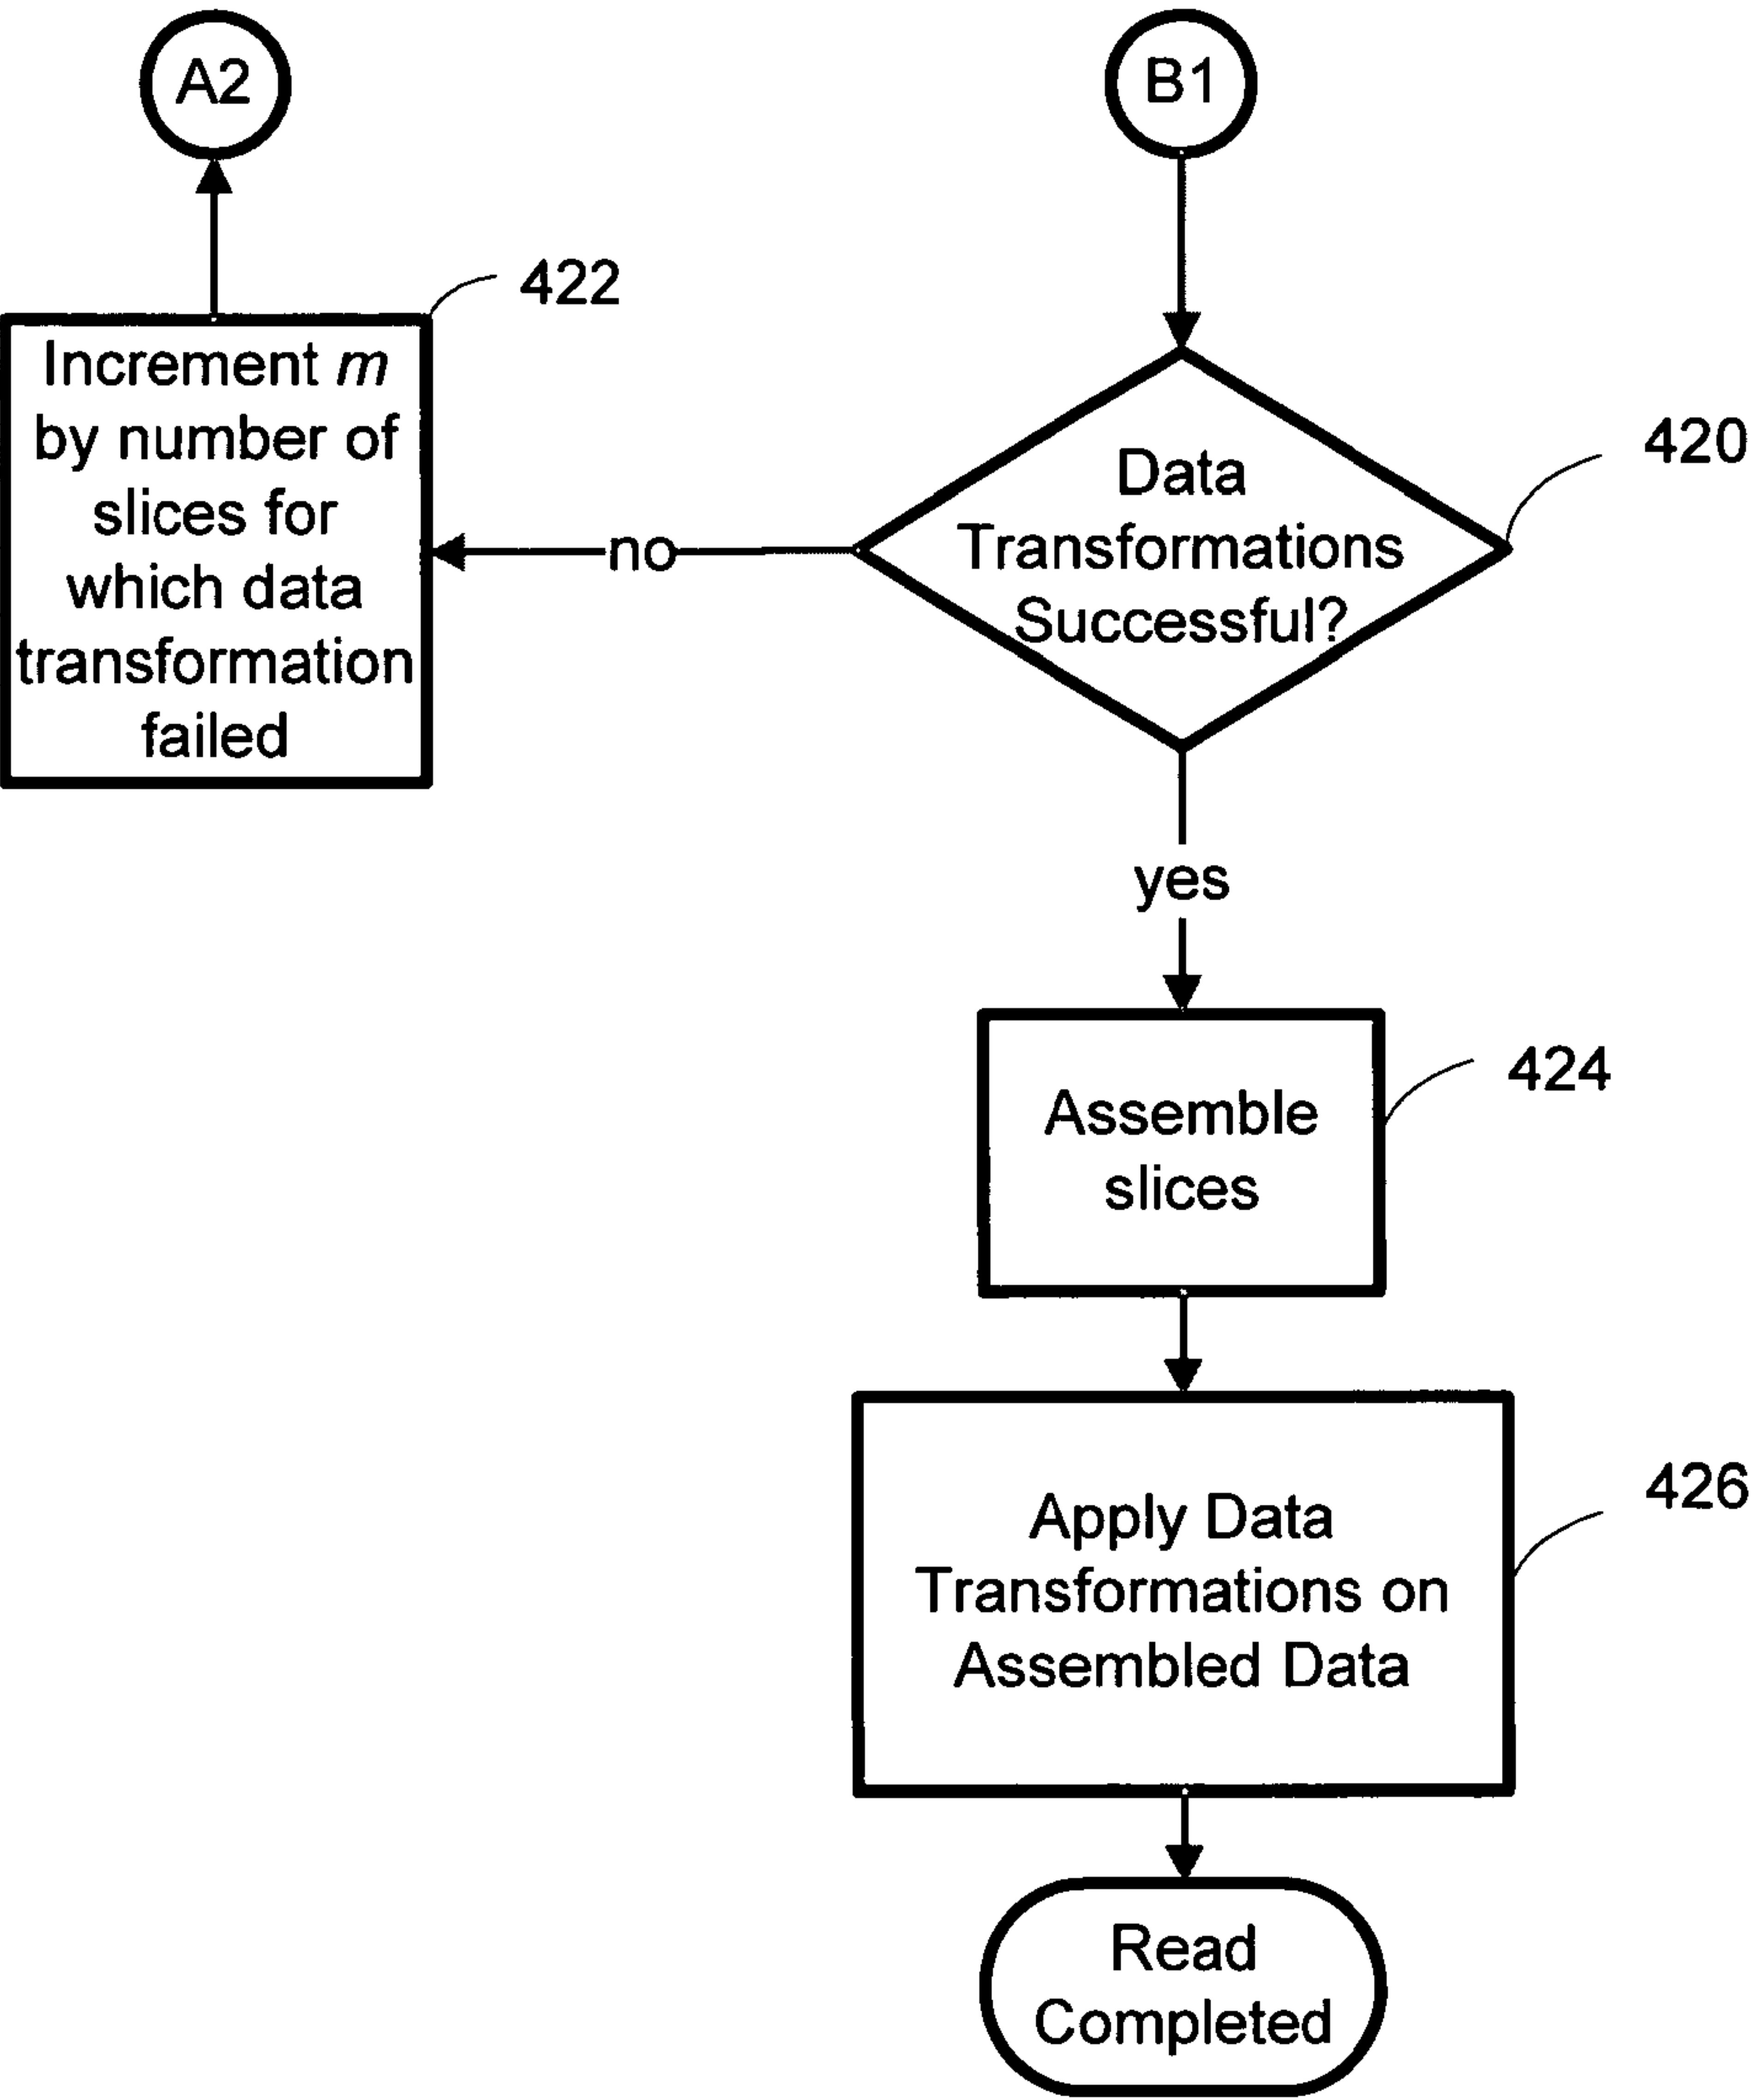 A2
B1
422
Increment m
by number of
slices for
which data
transformation
failed
no
420
Data
Transformations
Successful?
yes
424
Assemble
slices
426
Apply Data
Transformations on
Assembled Data
Read
Completed